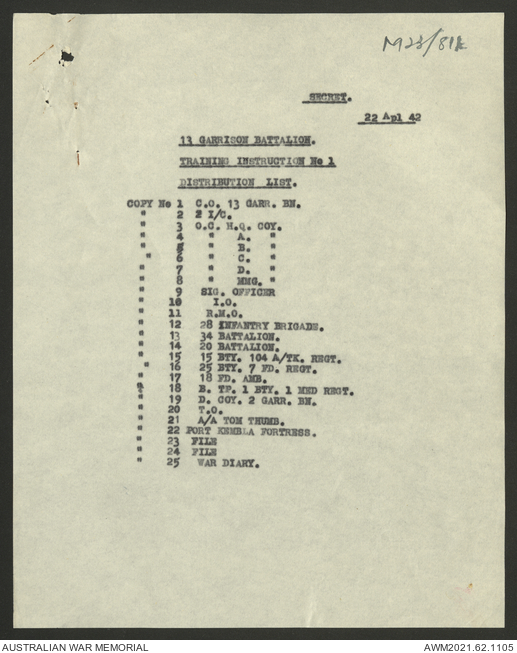 M23/811
SECRET.
22 Apl 42
13 GARRISON BATTALION.
TRAINING INSTRUCTION No 1
DISTRIBUTION LIST.
COPY No 1 C.O. 13 GARR. BN.
" 2 2 I/C.
" 3 O.C. H.Q. COY.
" 4 " A. "
" 5 " B. "
" 6 " C. "
" 7 " D. "
" 8 " MMG. "
" 9 SIG. OFFICER
" 10 I.O.
" 11 R.M.O.
" 12 28 INFANTRY BRIGADE.
" 13 34 BATTALION.
" 14 20 BATTALION.
" 15 15 BTY. 104 A/TK. REGT.
" 16 25 BTY. 7 FD. REGT.
" 17 18 FD. AMB.
" 18 B. TP. 1 BTY. 1 MED REGT.
" 19 D. COY. 2 GARR. BN.
" 20 T.O.
" 21 A/A TOM THUMB.
" 22 PORT KEMBLA FORTRESS.
" 23 FILE
" 24 FILE
" 25 WAR DIARY.
AUSTRALIAN WAR MEMORIAL AWM2021.62.1105